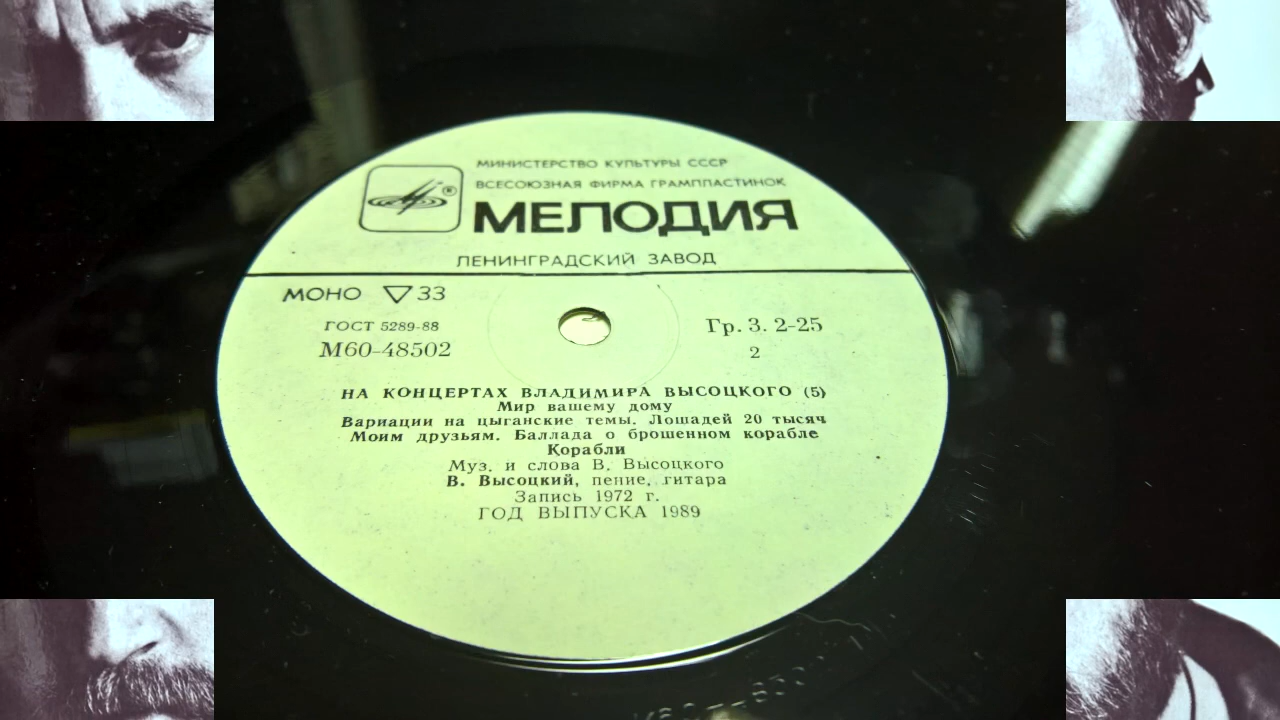 МИНИСТЕРСТВО КУЛЬТУРЫ СССР
ВСЕСОЮЗНАЯ ФИРМА ГРАМПЛАСТИНОК
®
МЕЛОДИЯ
ЛЕНИНГРАДСКИЙ ЗАВОД
МОНО 33
ГОСТ 5289-88
М60-48502
Гр. 3. 2-25
2
НА КОНЦЕРТАХ ВЛАДИМИРА ВЫСОЦКОГО (5)
Мир вашему дому
Вариации на цыганские темы. Лошадей 20 тысяч
Моим друзьям. Баллада о брошенном корабле
Корабли
Муз. и слова В. Высоцкого
В. Высоцкий, пение, гитара
Запись 1972 г.
ГОД ВЫПУСКА 1989